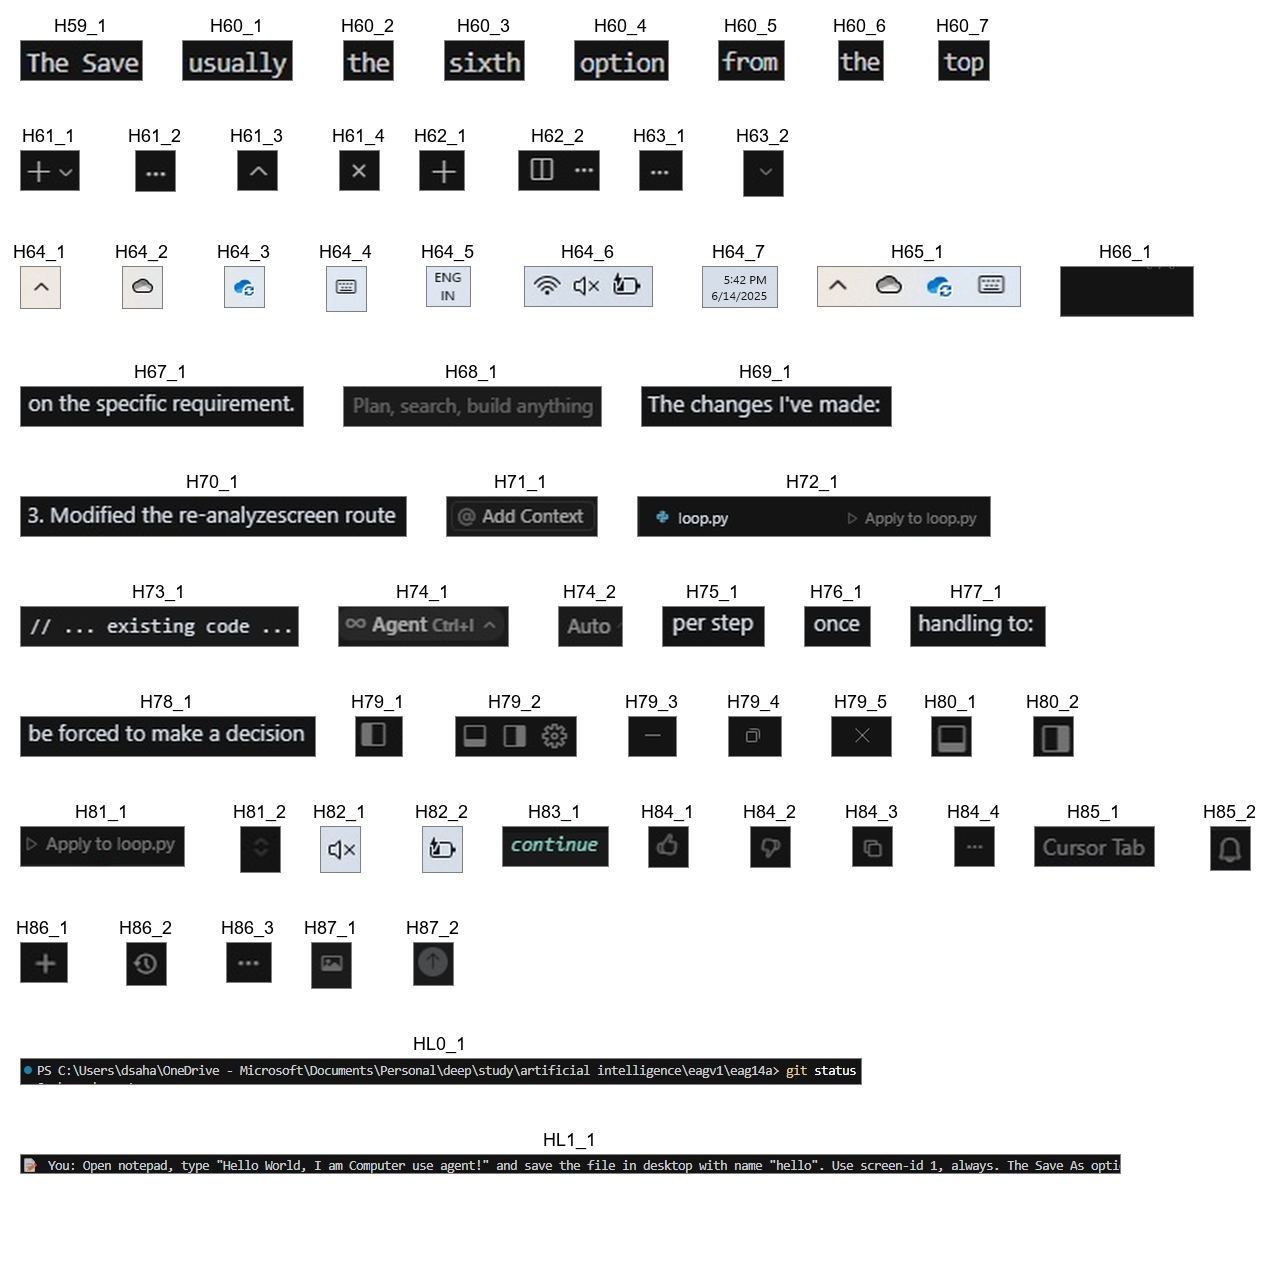 H59_1 H60_1 H60_2 H60_3 H60_4 H60_5 H60_6 H60_7
The Save usually the sixth option from the top
H61_1 H61_2 H61_3 H61_4 H62_1 H62_2 H63_1 H63_2
H64_1 H64_2 H64_3 H64_4 H64_5 H64_6 H64_7 H65_1 H66_1
ENG
IN
5:42 PM
6/14/2025
H67_1 H68_1 H69_1
on the specific requirement. Plan, search, build anything The changes I've made:
H70_1 H71_1 H72_1
3. Modified the re-analyzescreen route @ Add Context loop.py Apply to loop.py
H73_1 H74_1 H74_2 H75_1 H76_1 H77_1
// ... existing code ... ∞ Agent Ctrl+I Auto per step once handling to:
H78_1 H79_1 H79_2 H79_3 H79_4 H79_5 H80_1 H80_2
be forced to make a decision
H81_1 H81_2 H82_1 H82_2 H83_1 H84_1 H84_2 H84_3 H84_4 H85_1 H85_2
Apply to loop.py continue Cursor Tab
H86_1 H86_2 H86_3 H87_1 H87_2
HL0_1
PS C:\Users\dsaha\OneDrive - Microsoft\Documents\Personal\deep\study\artificial intelligence\eagv1\eag14a> git status
HL1_1
You: Open notepad, type "Hello World, I am Computer use agent!" and save the file in desktop with name "hello". Use screen-id 1, always. The Save As opti